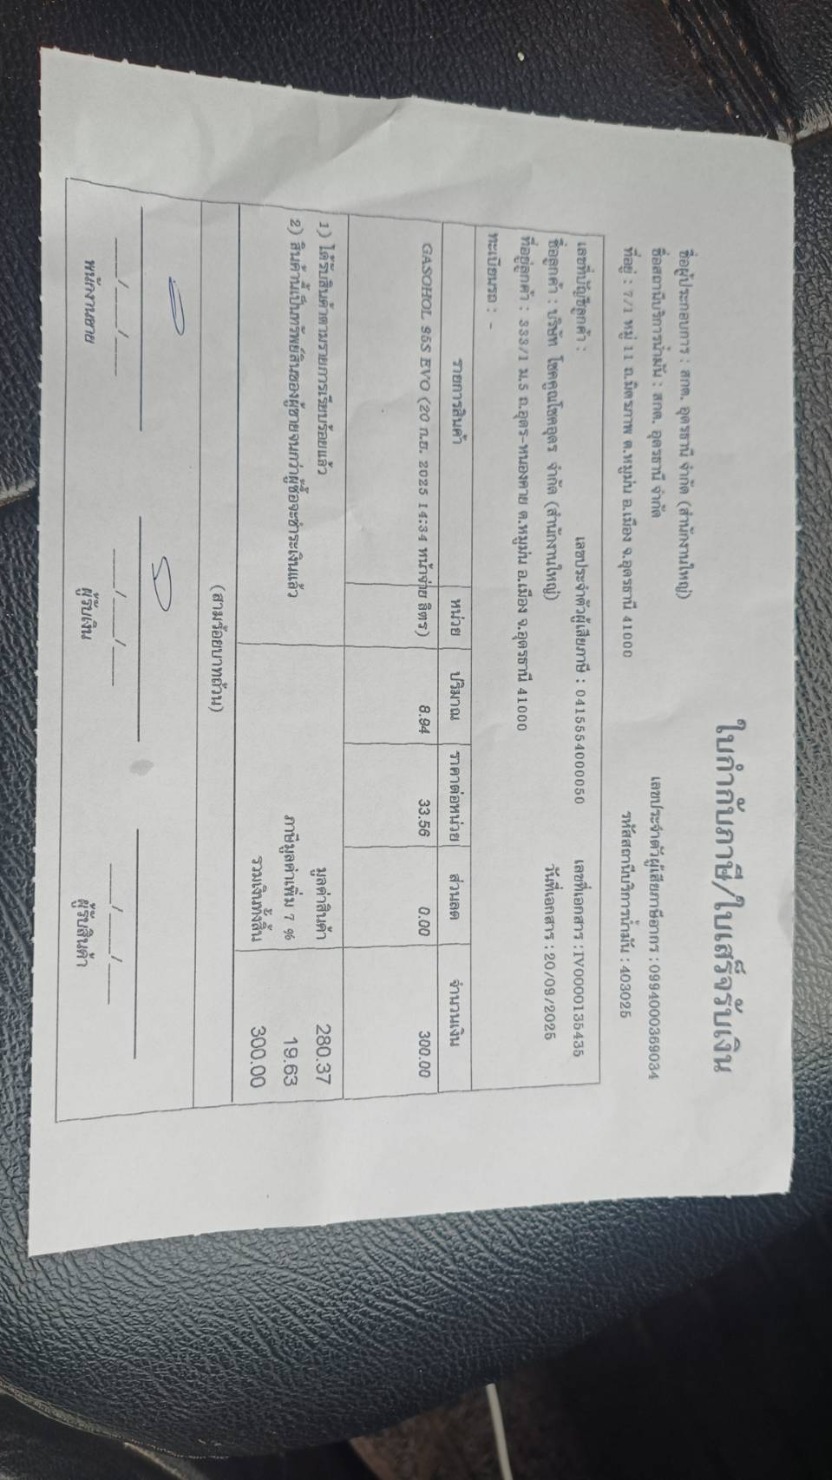 ใบกำกับภาษี/ใบเสร็จรับเงิน
ชื่อผู้ประกอบการ : สกต. อุดรธานี จำกัด (สำนักงานใหญ่)
ชื่อสถานีบริการน้ำมัน : สกต. อุดรธานี จำกัด เลขประจำตัวผู้เสียภาษีอากร : 0994000369034
ที่อยู่ : 7/1 หมู่ 11 ถ.มิตรภาพ ต.หมูม่น อ.เมือง จ.อุดรธานี 41000 รหัสสถานีบริการน้ำมัน : 403025
เลขที่บัญชีลูกค้า : เลขประจำตัวผู้เสียภาษี : 0415554000050 เลขที่เอกสาร : IV0000135435
ชื่อลูกค้า : บริษัท โชคคูณโชคอุดร จำกัด (สำนักงานใหญ่) วันที่เอกสาร : 20/09/2025
ที่อยู่ลูกค้า : 333/1 ม.5 ถ.อุดร-หนองคาย ต.หมูม่น อ.เมือง จ.อุดรธานี 41000
ทะเบียนรถ : -
รายการสินค้า หน่วย ปริมาณ ราคาต่อหน่วย ส่วนลด จำนวนเงิน
GASOHOL 95S EVO (20 ก.ย. 2025 14:34 หน้าจ่าย ลิตร) 8.94 33.56 0.00 300.00
1) ได้รับสินค้าตามรายการเรียบร้อยแล้ว มูลค่าสินค้า 280.37
2) สินค้านี้เป็นทรัพย์สินของผู้ขายจนกว่าผู้ซื้อจะชำระเงินแล้ว ภาษีมูลค่าเพิ่ม 7 % 19.63
รวมเงินทั้งสิ้น 300.00
(สามร้อยบาทถ้วน)
___/___/___ ___/___/___ ___/___/___
พนักงานขาย ผู้รับเงิน ผู้รับสินค้า